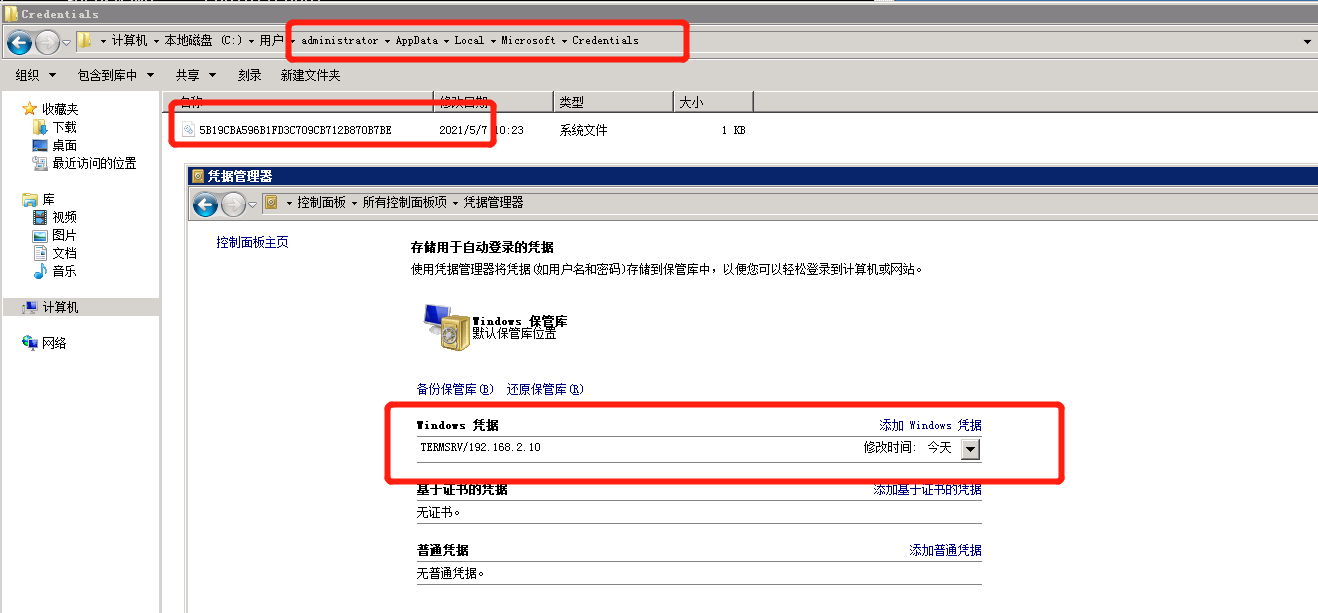 Credentials
计算机 本地磁盘 (C:) 用户 administrator AppData Local Microsoft Credentials
组织 包含到库中 共享 刻录 新建文件夹
收藏夹
下载
桌面
最近访问的位置
库
视频
图片
文档
音乐
计算机
网络
名称 修改日期 类型 大小
5B19CBA596B1FD3C709CB712B870B7BE 2021/5/7 10:23 系统文件 1 KB
凭据管理器
控制面板 所有控制面板项 凭据管理器
控制面板主页
存储用于自动登录的凭据
使用凭据管理器将凭据(如用户名和密码)存储到保管库中，以便您可以轻松登录到计算机或网站。
Windows 保管库
默认保管库位置
备份保管库(B) 还原保管库(R)
Windows 凭据 添加 Windows 凭据
TERMSRV/192.168.2.10 修改时间: 今天
基于证书的凭据 添加基于证书的凭据
无证书。
普通凭据 添加普通凭据
无普通凭据。